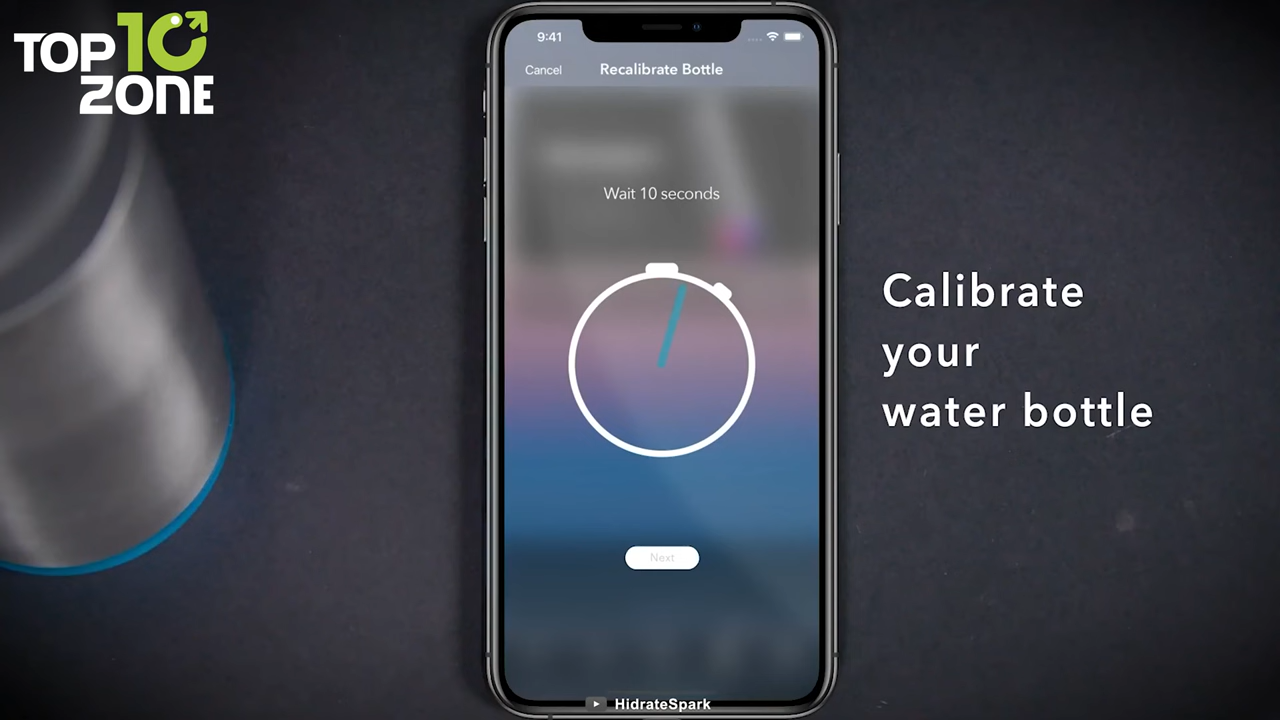 TOP 10
ZONE
9:41
Cancel
Recalibrate Bottle
Wait 10 seconds
Next
Calibrate
your
water bottle
HidrateSpark